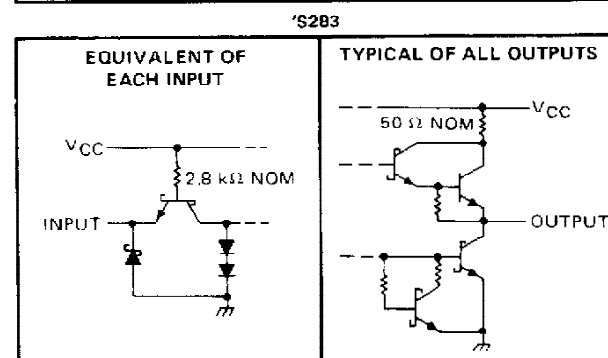 'S283
EQUIVALENT OF
EACH INPUT
VCC
2,8 kΩ NOM
INPUT
TYPICAL OF ALL OUTPUTS
VCC
50 Ω NOM
OUTPUT